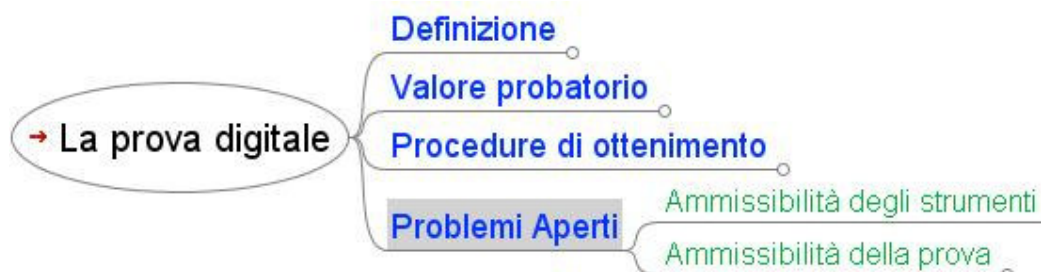 Definizione
Valore probatorio
La prova digitale
Procedure di ottenimento
Problemi Aperti
Ammissibilità degli strumenti
Ammissibilità della prova